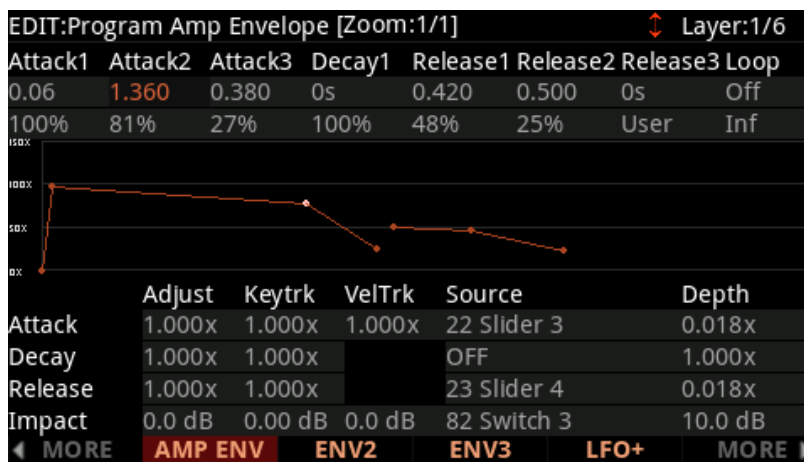 EDIT:Program Amp Envelope [Zoom:1/1] Layer:1/6
Attack1 Attack2 Attack3 Decay1 Release1 Release2 Release3 Loop
0.06 1.360 0.380 0s 0.420 0.500 0s Off
100% 81% 27% 100% 48% 25% User Inf
150%
100%
50%
0%
Adjust Keytrk VelTrk Source Depth
Attack 1.000x 1.000x 1.000x 22 Slider 3 0.018x
Decay 1.000x 1.000x OFF 1.000x
Release 1.000x 1.000x 23 Slider 4 0.018x
Impact 0.0 dB 0.00 dB 0.0 dB 82 Switch 3 10.0 dB
MORE AMP ENV ENV2 ENV3 LFO+ MORE